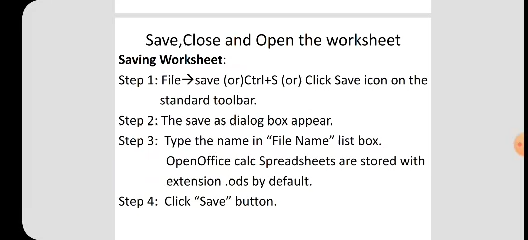 Save,Close and Open the worksheet
Saving Worksheet:
Step 1: File→save (or)Ctrl+S (or) Click Save icon on the
standard toolbar.
Step 2: The save as dialog box appear.
Step 3: Type the name in “File Name” list box.
OpenOffice calc Spreadsheets are stored with
extension .ods by default.
Step 4: Click “Save” button.